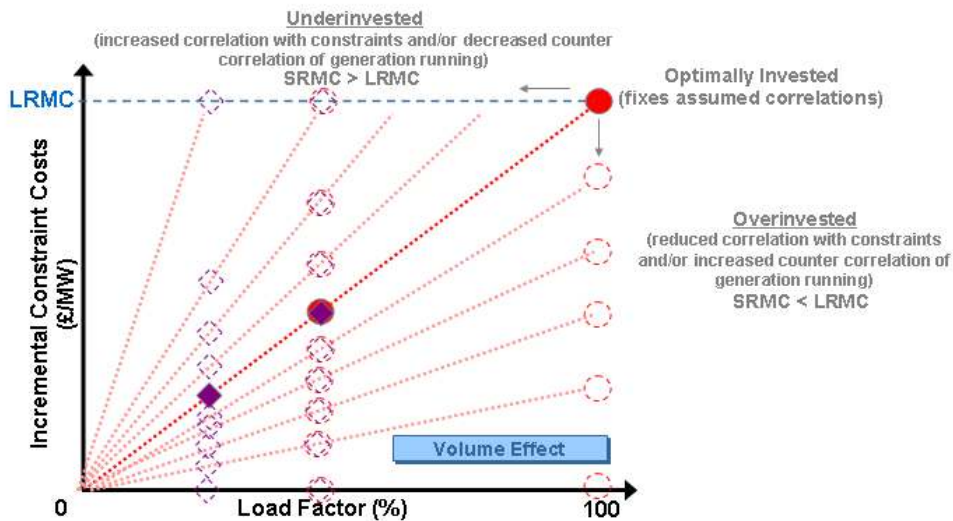 Underinvested
(increased correlation with constraints and/or decreased counter
correlation of generation running)
SRMC > LRMC
LRMC
Optimally Invested
(fixes assumed correlations)
Incremental Constraint Costs
(£/MW)
Overinvested
(reduced correlation with constraints
and/or increased counter correlation of
generation running)
SRMC < LRMC
Volume Effect
0
Load Factor (%)
100